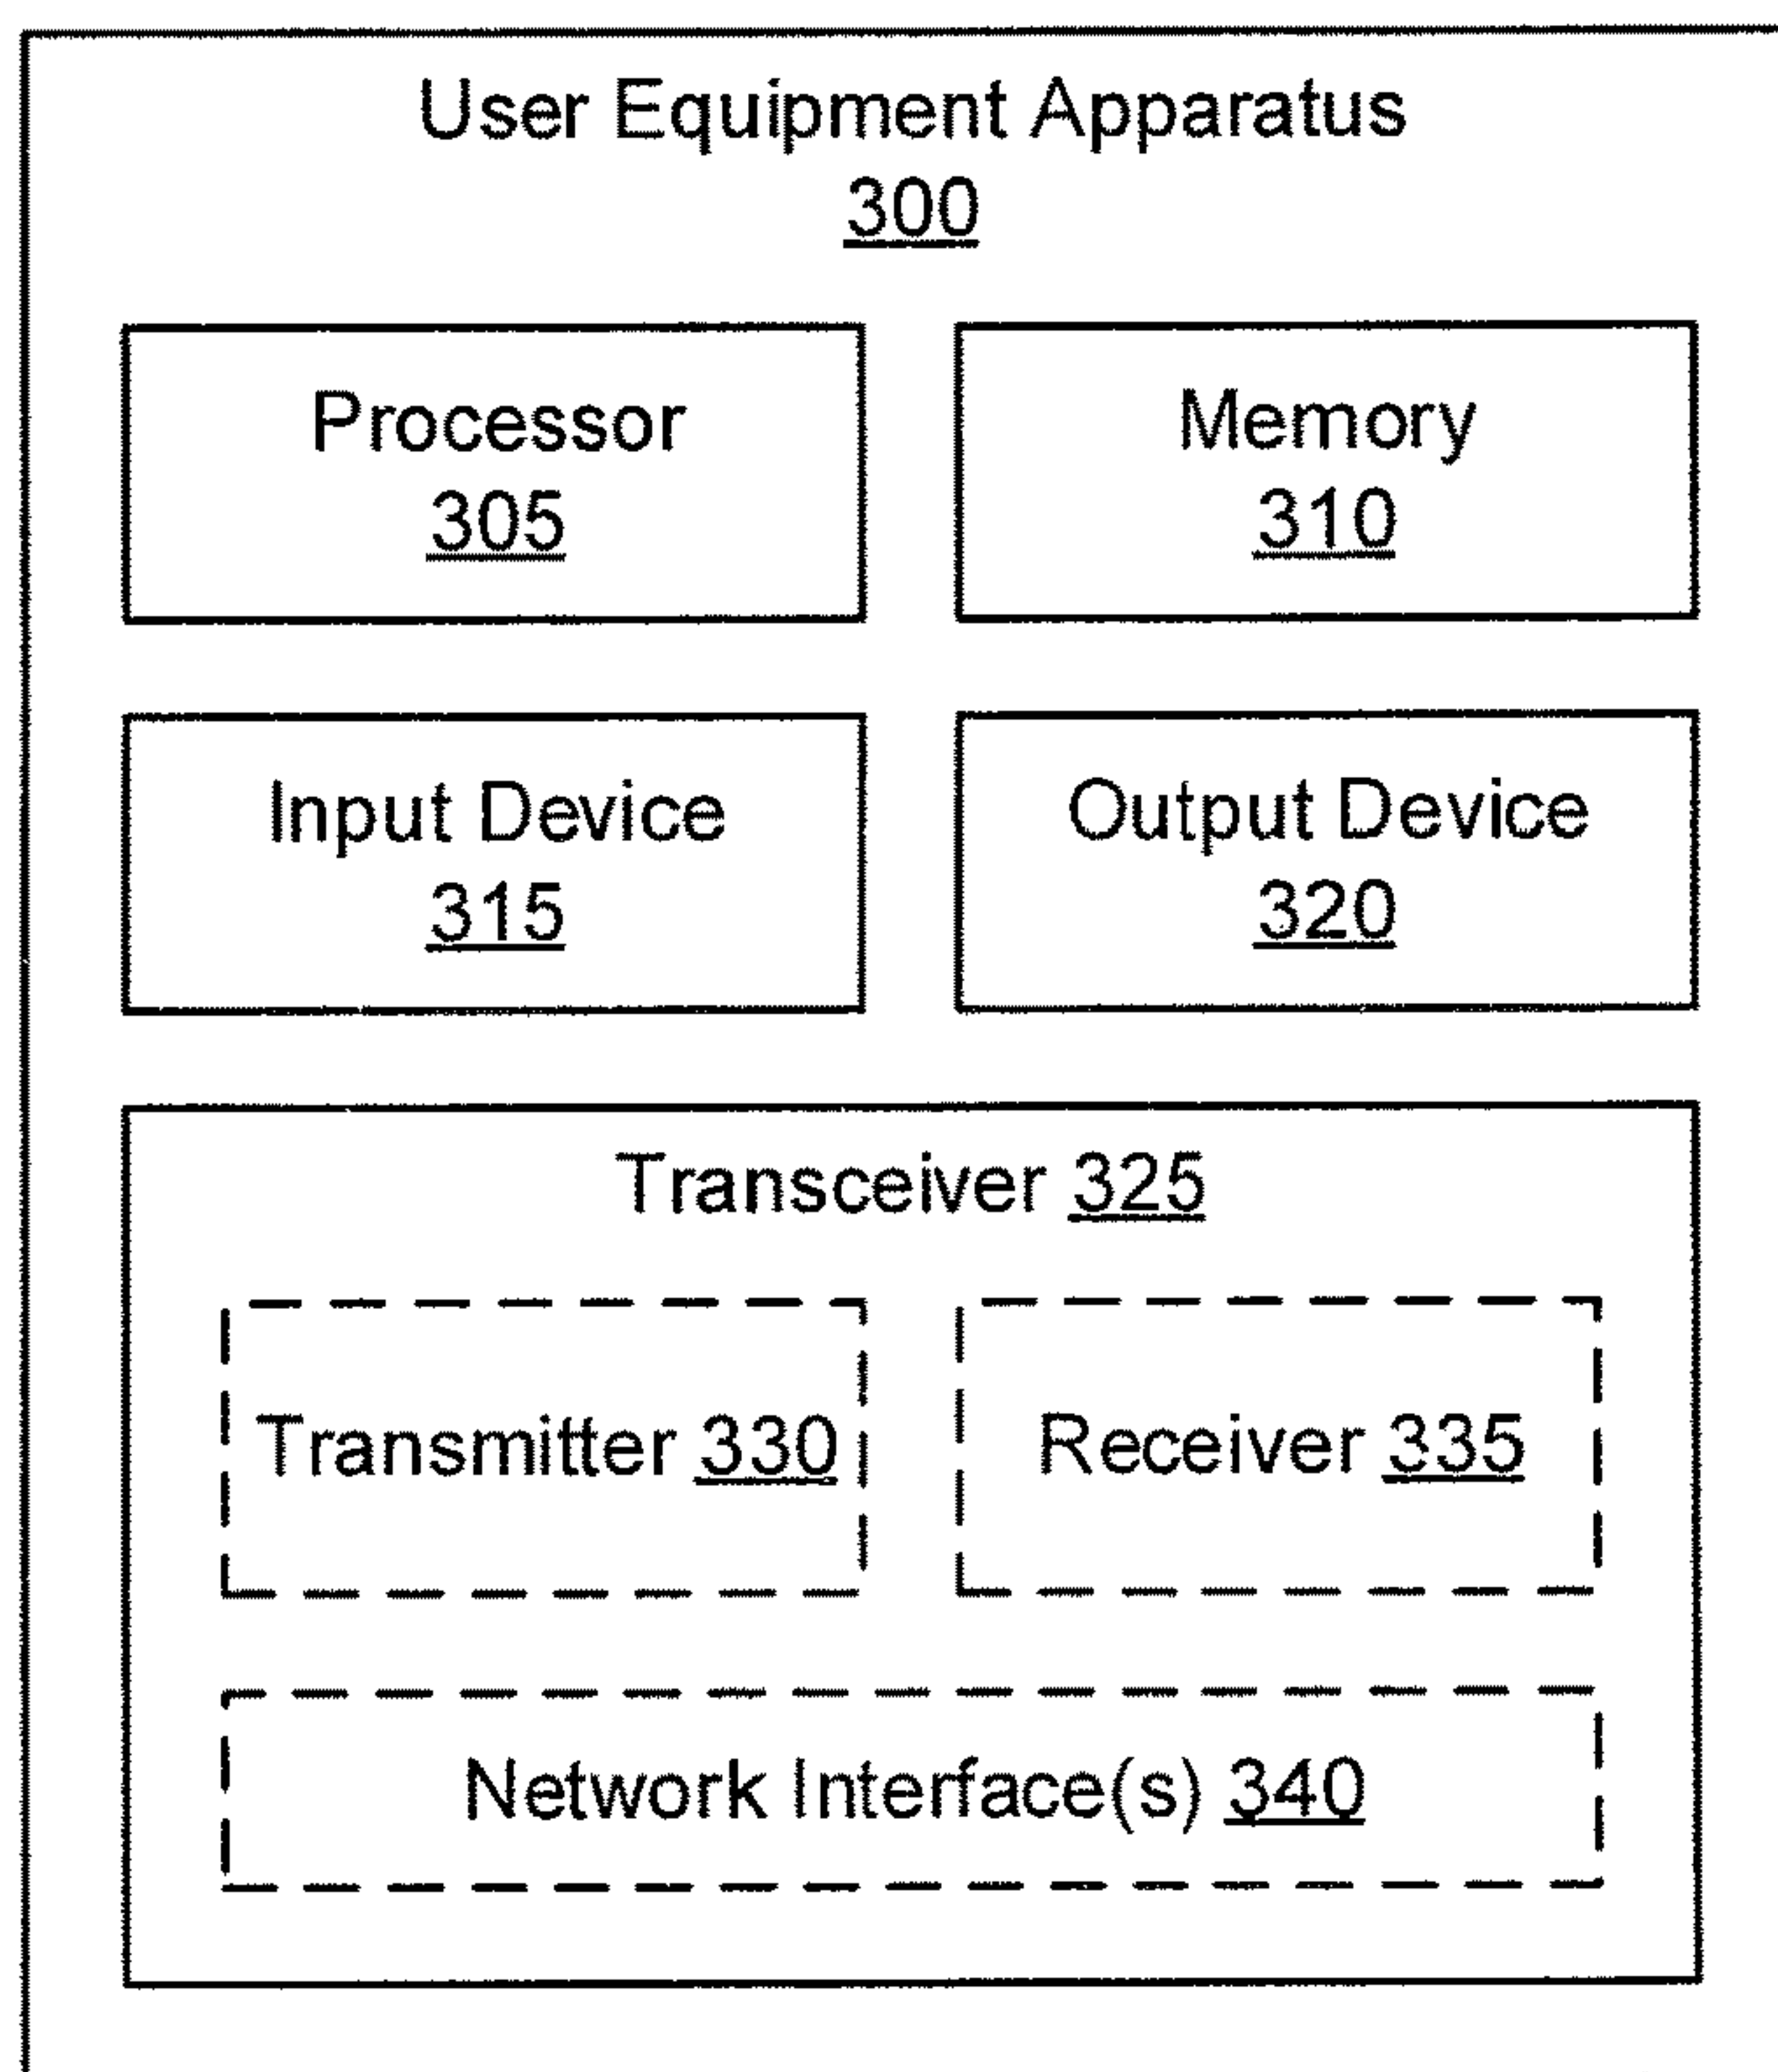 User Equipment Apparatus
300
Processor
305
Memory
310
Input Device
315
Output Device
320
Transceiver 325
Transmitter 330
Receiver 335
Network Interface(s) 340